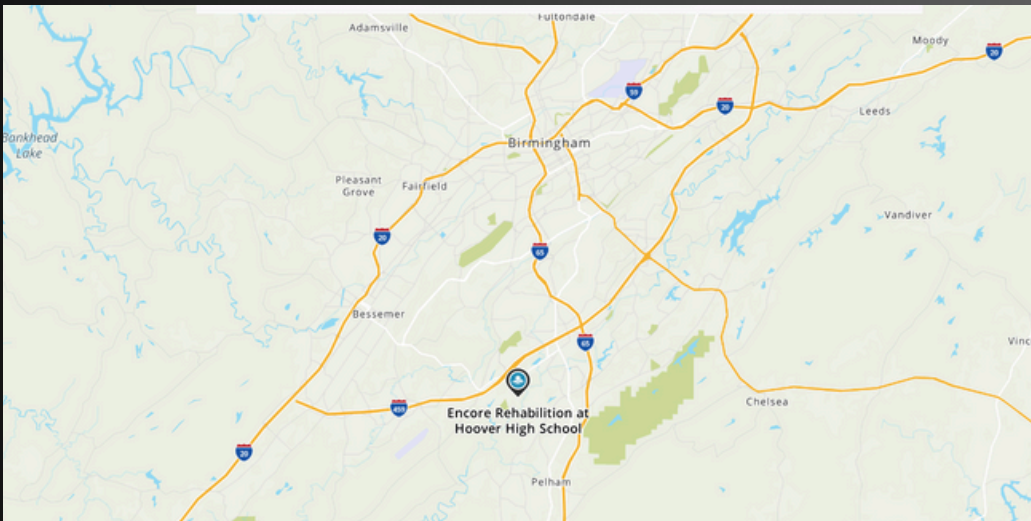 Fultondale
Adamsville
Moody
20
59
20
Leeds
Bankhead
Lake
Birmingham
Pleasant
Grove
Fairfield
Vandiver
20
65
Bessemer
65
Vinc
Chelsea
459
Encore Rehabilition at
Hoover High School
20
Pelham